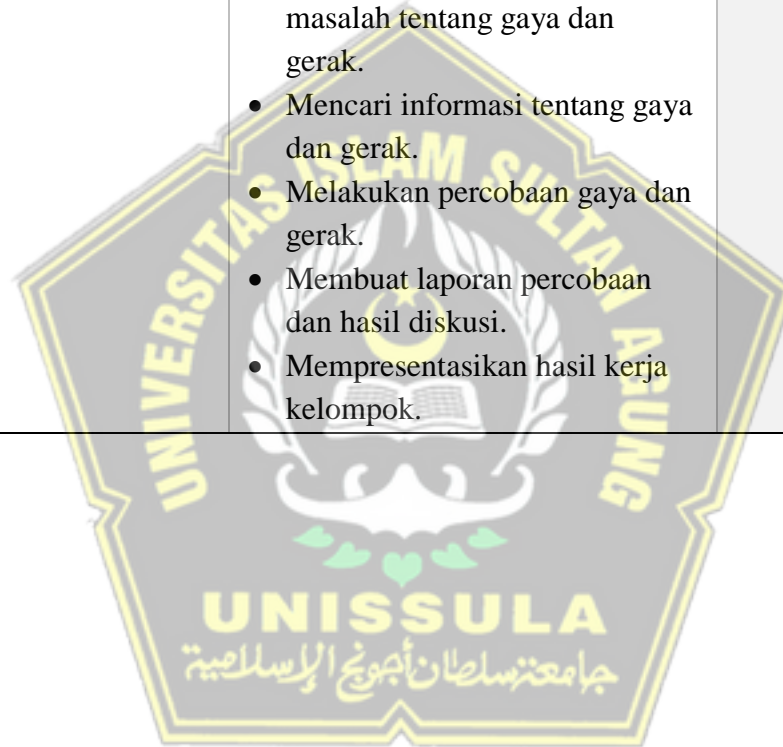 masalah tentang gaya dan
gerak.
• Mencari informasi tentang gaya
dan gerak.
• Melakukan percobaan gaya dan
gerak.
• Membuat laporan percobaan
dan hasil diskusi.
• Mempresentasikan hasil kerja
kelompok.
UNIVERSITAS ISLAM SULTAN AGUNG
UNISSULA
جامعة سلطان أجونج الإسلامية